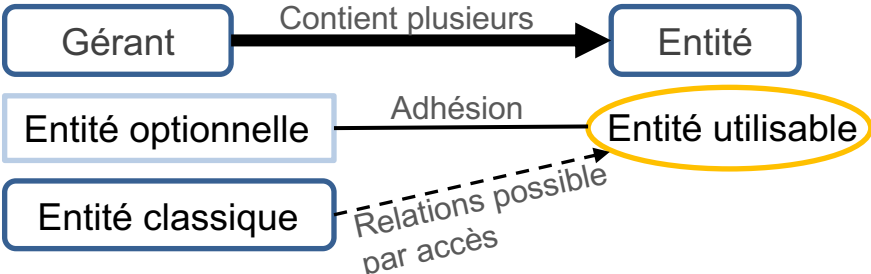 Gérant
Contient plusieurs
Entité
Entité optionnelle
Adhésion
Entité utilisable
Entité classique
Relations possible
par accès